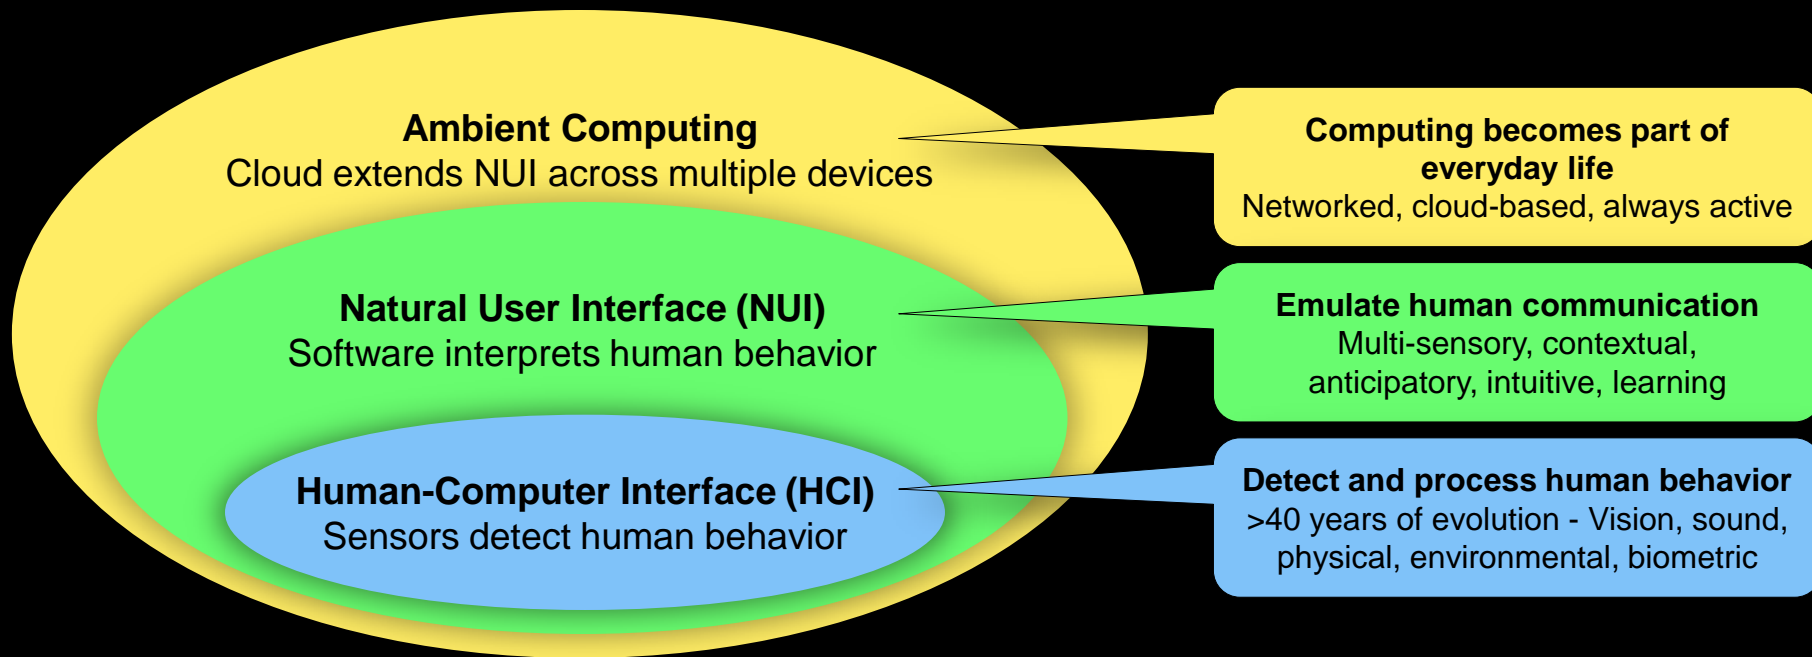 Ambient Computing
Cloud extends NUI across multiple devices
Natural User Interface (NUI)
Software interprets human behavior
Human-Computer Interface (HCI)
Sensors detect human behavior
Computing becomes part of
everyday life
Networked, cloud-based, always active
Emulate human communication
Multi-sensory, contextual,
anticipatory, intuitive, learning
Detect and process human behavior
>40 years of evolution - Vision, sound,
physical, environmental, biometric